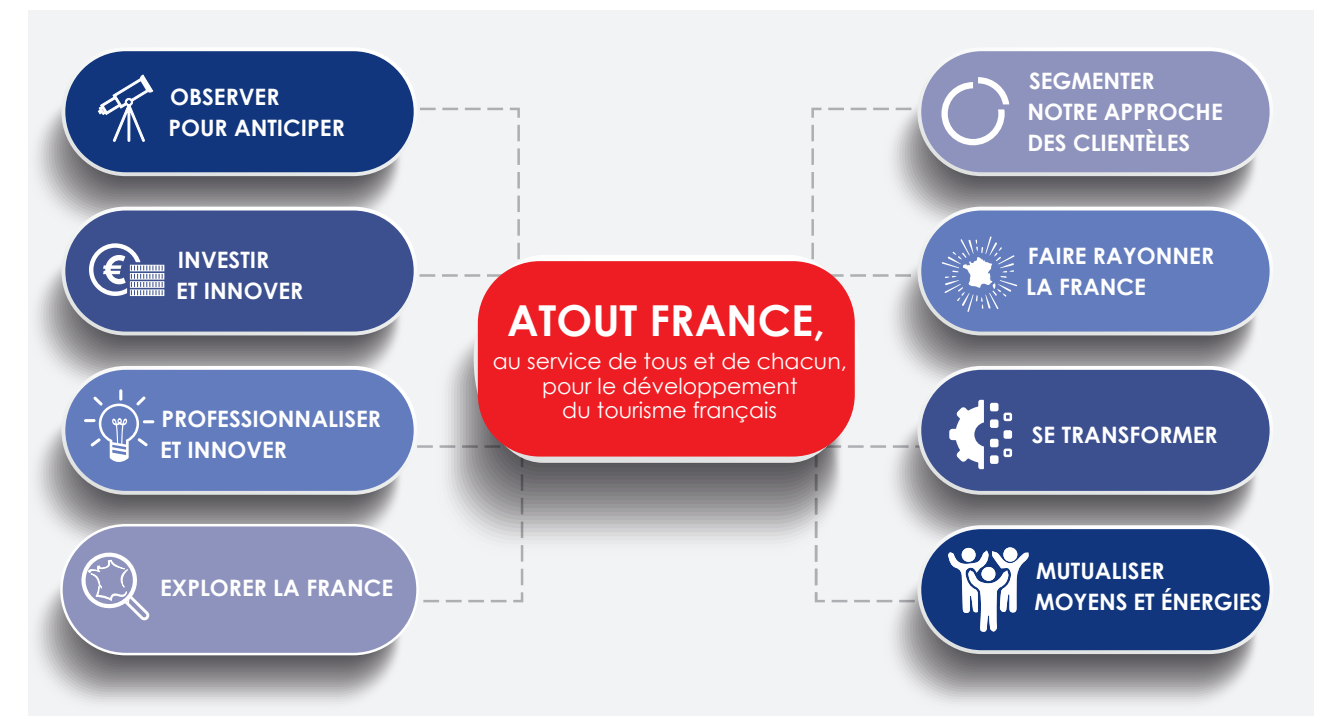 OBSERVER
POUR ANTICIPER
INVESTIR
ET INNOVER
PROFESSIONNALISER
ET INNOVER
EXPLORER LA FRANCE
ATOUT FRANCE,
au service de tous et de chacun,
pour le développement
du tourisme français
SEGMENTER
NOTRE APPROCHE
DES CLIENTÈLES
FAIRE RAYONNER
LA FRANCE
SE TRANSFORMER
MUTUALISER
MOYENS ET ÉNERGIES